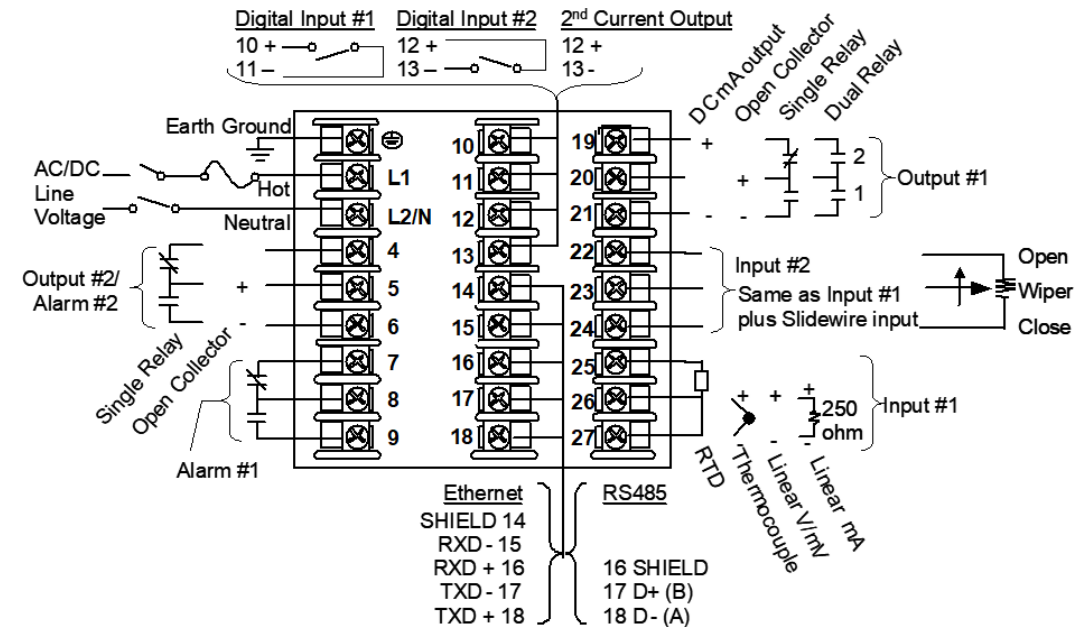 Digital Input #1
10 +
11 –
Digital Input #2
12 +
13 –
2nd Current Output
12 +
13 -
DC mA output
Open Collector
Single Relay
Dual Relay
Earth Ground
AC/DC
Line
Voltage
Hot
Neutral
L1
L2/N
4
5
6
7
8
9
10
11
12
13
14
15
16
17
18
19
20
21
22
23
24
25
26
27
+
-
+
-
2
1
Output #1
Output #2/
Alarm #2
+
-
Single Relay
Open Collector
Alarm #1
Input #2
Same as Input #1
plus Slidewire input
Open
Wiper
Close
+
-
+
-
+
-
250
ohm
Input #1
RTD
Thermocouple
Linear V/mV
Linear mA
Ethernet
SHIELD 14
RXD - 15
RXD + 16
TXD - 17
TXD + 18
RS485
16 SHIELD
17 D+ (B)
18 D- (A)